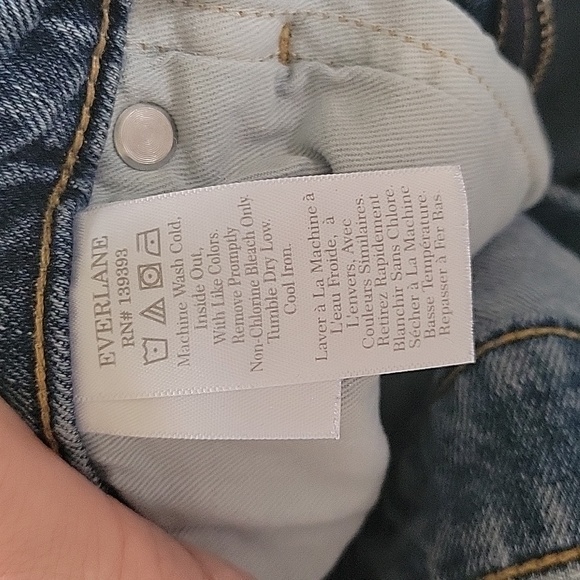 EVERLANE
RN# 139393
Machine Wash Cold,
Inside Out,
With Like Colors.
Remove Promptly
Non-Chlorine Bleach Only.
Tumble Dry Low.
Cool Iron.
Laver à La Machine à
L'eau Froide, à
L'envers, Avec
Couleurs Similaires.
Retirez Rapidement
Blanchir Sans Chlore.
Sécher à La Machine
Basse Température.
Repasser à Fer Bas.